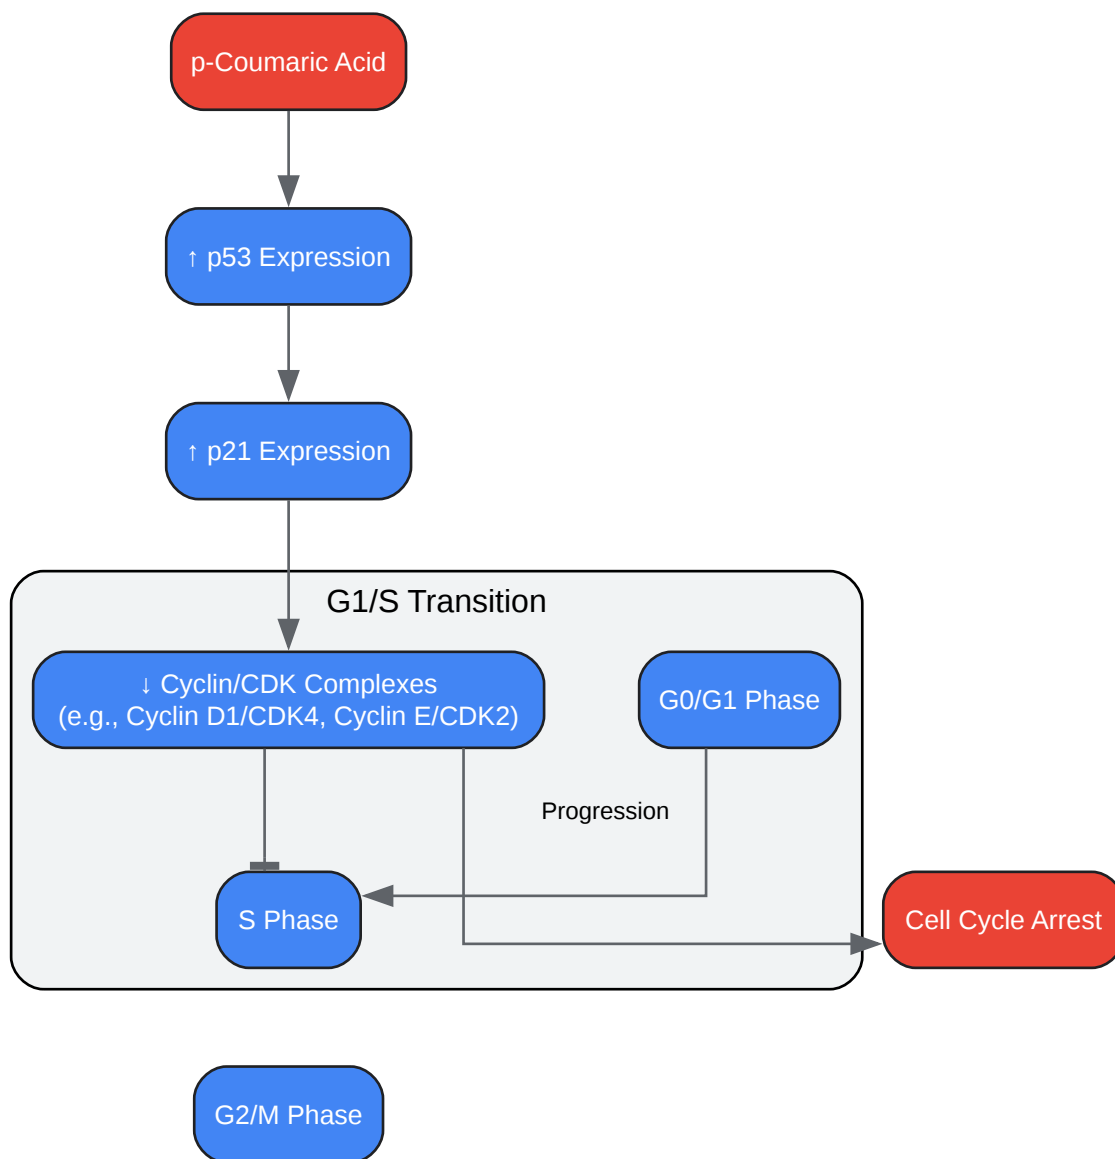 p-Coumaric Acid
↑ p53 Expression
↑ p21 Expression
G1/S Transition
↓ Cyclin/CDK Complexes
(e.g., Cyclin D1/CDK4, Cyclin E/CDK2)
G0/G1 Phase
Progression
S Phase
Cell Cycle Arrest
G2/M Phase